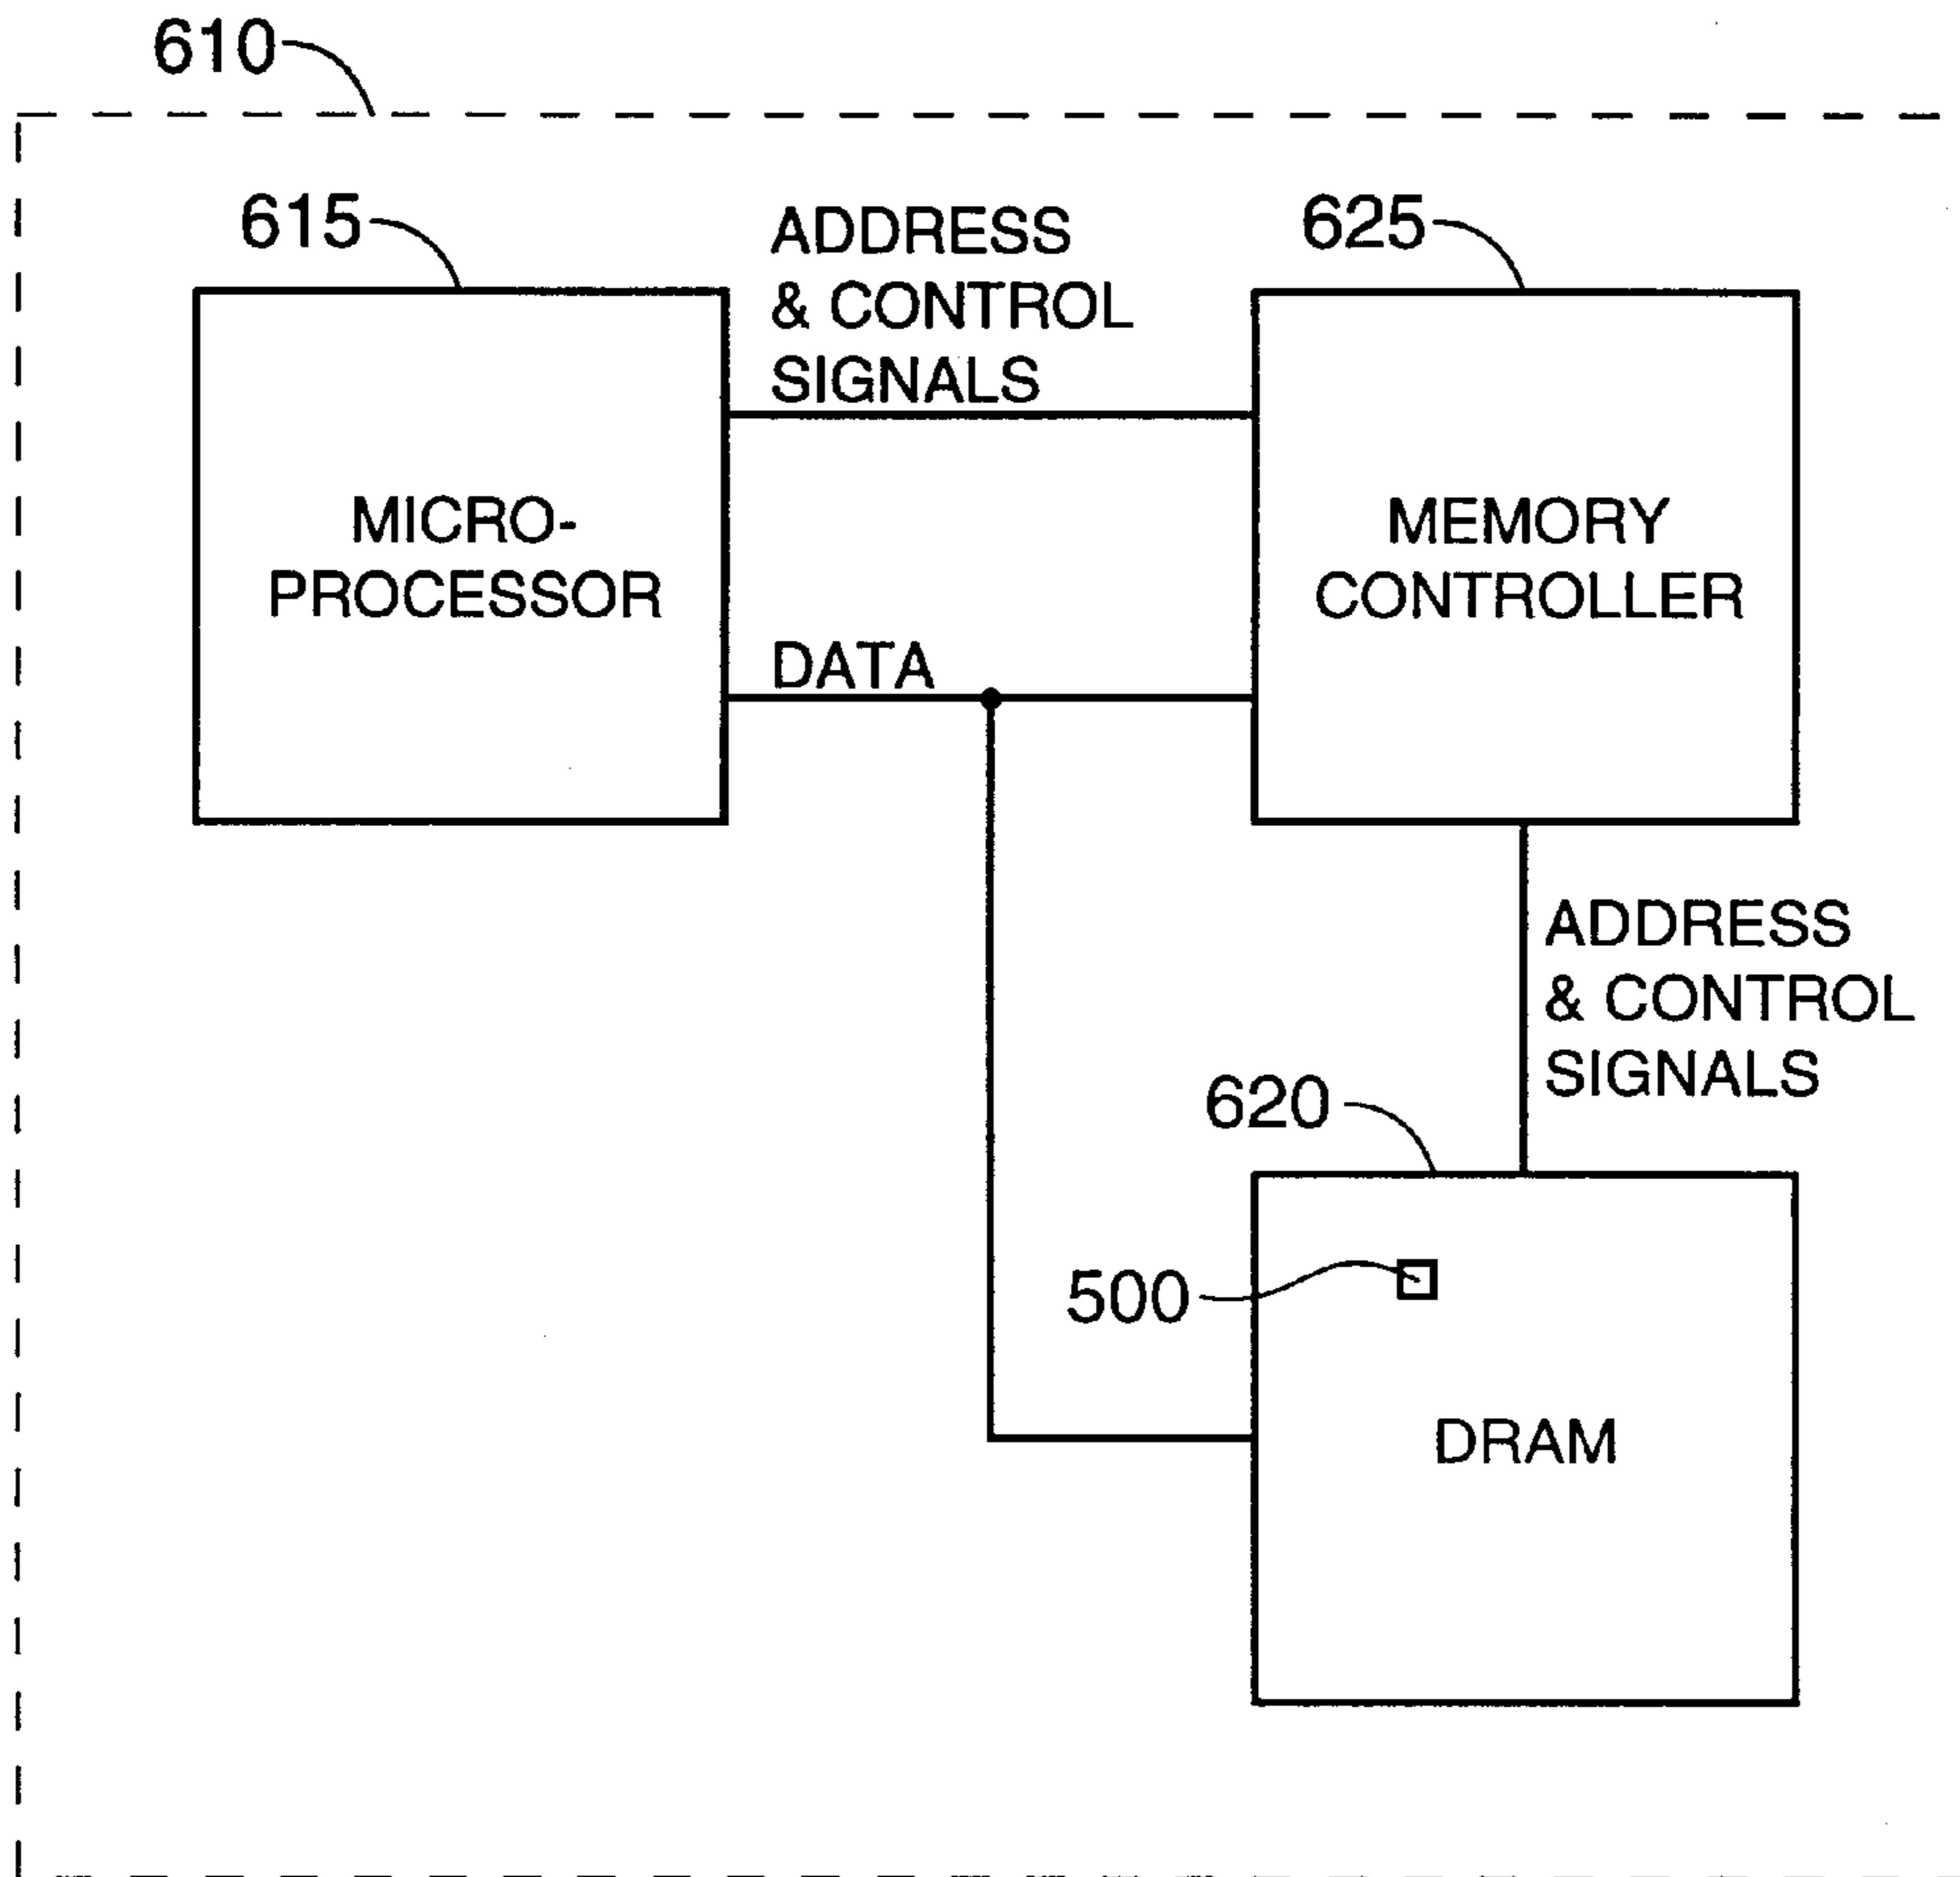 610
615
ADDRESS
& CONTROL
SIGNALS
625
MICRO-
PROCESSOR
MEMORY
CONTROLLER
DATA
ADDRESS
& CONTROL
SIGNALS
620
500
DRAM